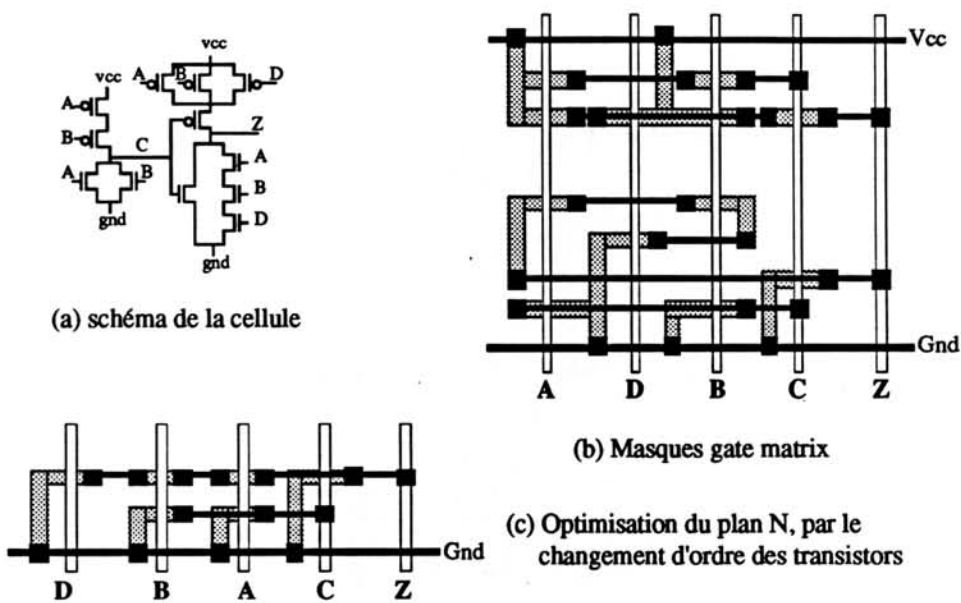 vcc
A
B
D
vcc
A
B
C
Z
A
B
A
B
D
gnd
gnd
(a) schéma de la cellule
Vcc
Gnd
A D B C Z
(b) Masques gate matrix
Gnd
D B A C Z
(c) Optimisation du plan N, par le
changement d'ordre des transistors